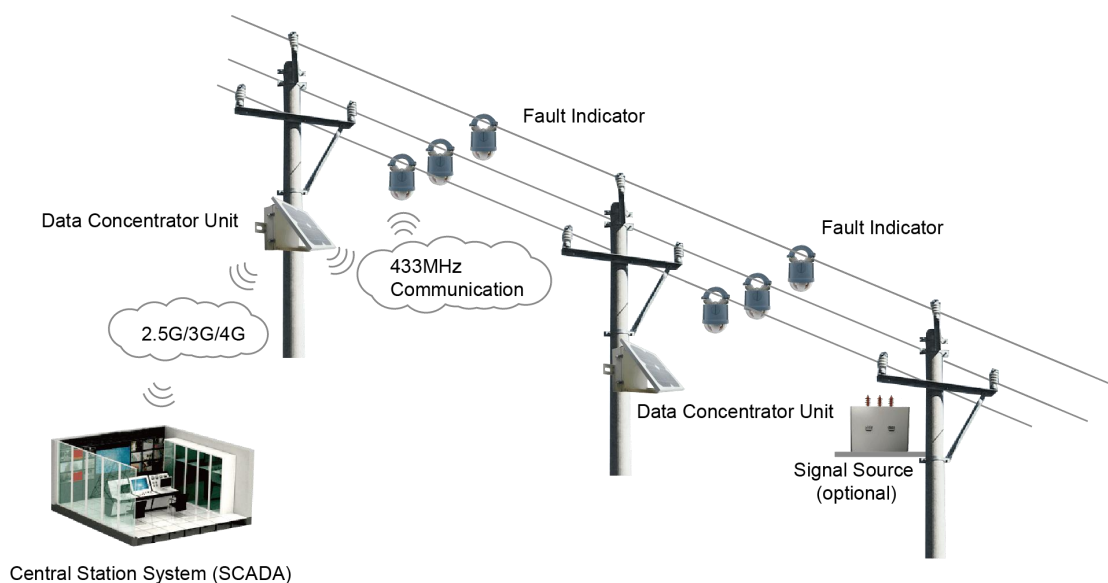 Fault Indicator
Data Concentrator Unit
Fault Indicator
433MHz
Communication
2.5G/3G/4G
Data Concentrator Unit
Signal Source
(optional)
Central Station System (SCADA)